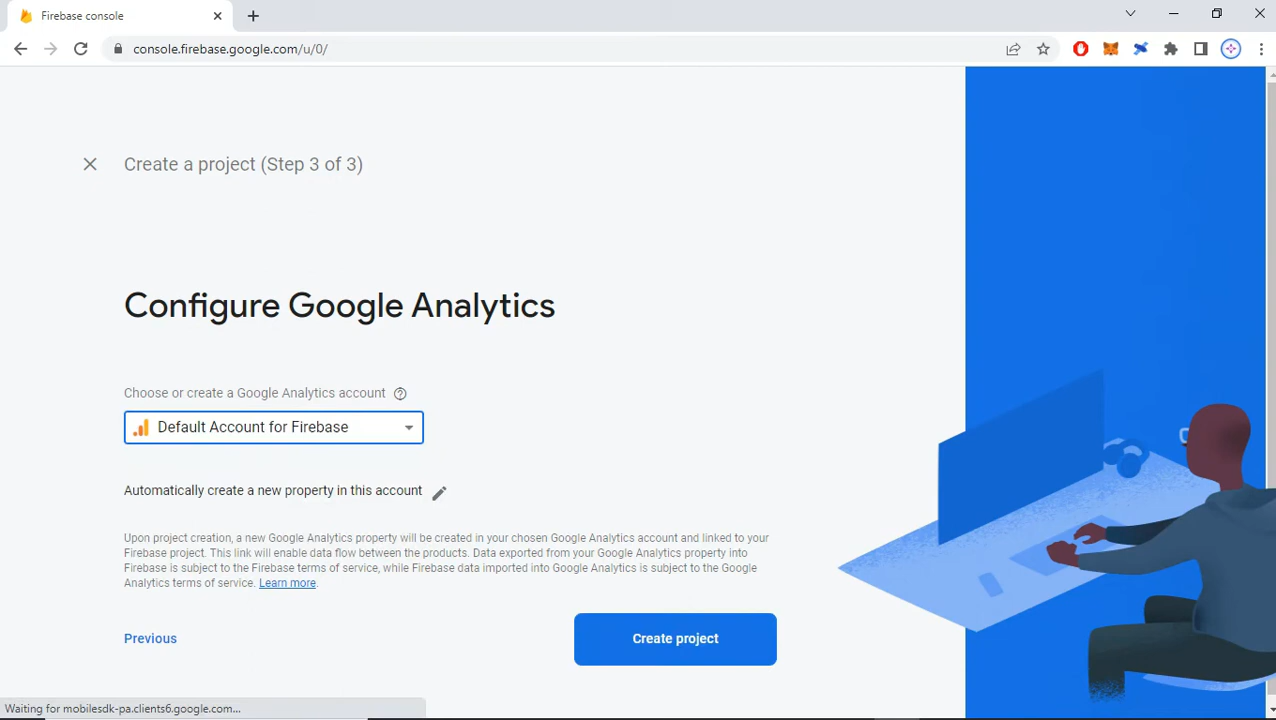 Firebase console
console.firebase.google.com/u/0/
Create a project (Step 3 of 3)
Configure Google Analytics
Choose or create a Google Analytics account
Default Account for Firebase
Automatically create a new property in this account
Upon project creation, a new Google Analytics property will be created in your chosen Google Analytics account and linked to your
Firebase project. This link will enable data flow between the products. Data exported from your Google Analytics property into
Firebase is subject to the Firebase terms of service, while Firebase data imported into Google Analytics is subject to the Google
Analytics terms of service. Learn more.
Previous
Create project
Waiting for mobilesdk-pa.clients6.google.com...